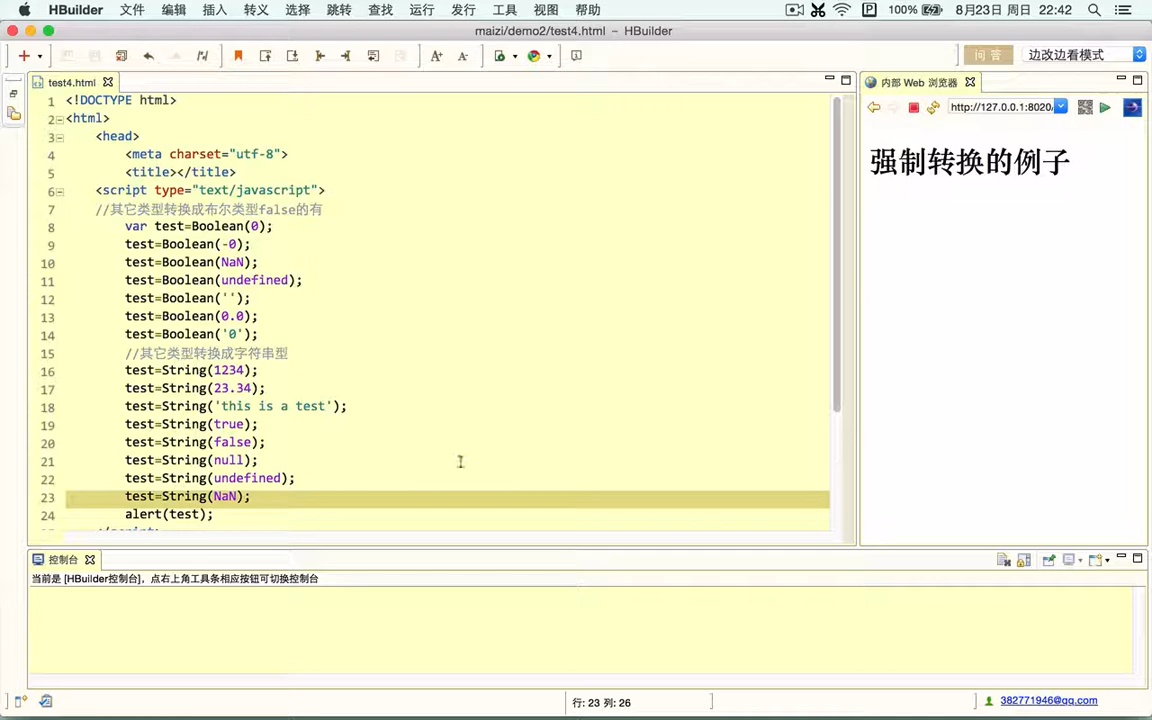 HBuilder 文件 编辑 插入 转义 选择 跳转 查找 运行 发行 工具 视图 帮助 100% 8月23日 周日 22:42
maizi/demo2/test4.html – HBuilder
A+ A- 问答 边改边看模式
test4.html
内部 Web 浏览器
http://127.0.0.1:8020/
强制转换的例子
1 <!DOCTYPE html>
2 <html>
3 <head>
4 <meta charset="utf-8">
5 <title></title>
6 <script type="text/javascript">
7 //其它类型转换成布尔类型false的有
8 var test=Boolean(0);
9 test=Boolean(-0);
10 test=Boolean(NaN);
11 test=Boolean(undefined);
12 test=Boolean('');
13 test=Boolean(0.0);
14 test=Boolean('0');
15 //其它类型转换成字符串型
16 test=String(1234);
17 test=String(23.34);
18 test=String('this is a test');
19 test=String(true);
20 test=String(false);
21 test=String(null);
22 test=String(undefined);
23 test=String(NaN);
24 alert(test);
控制台
当前是 [HBuilder控制台]，点右上角工具条相应按钮可切换控制台
行: 23 列: 26
382771946@qq.com